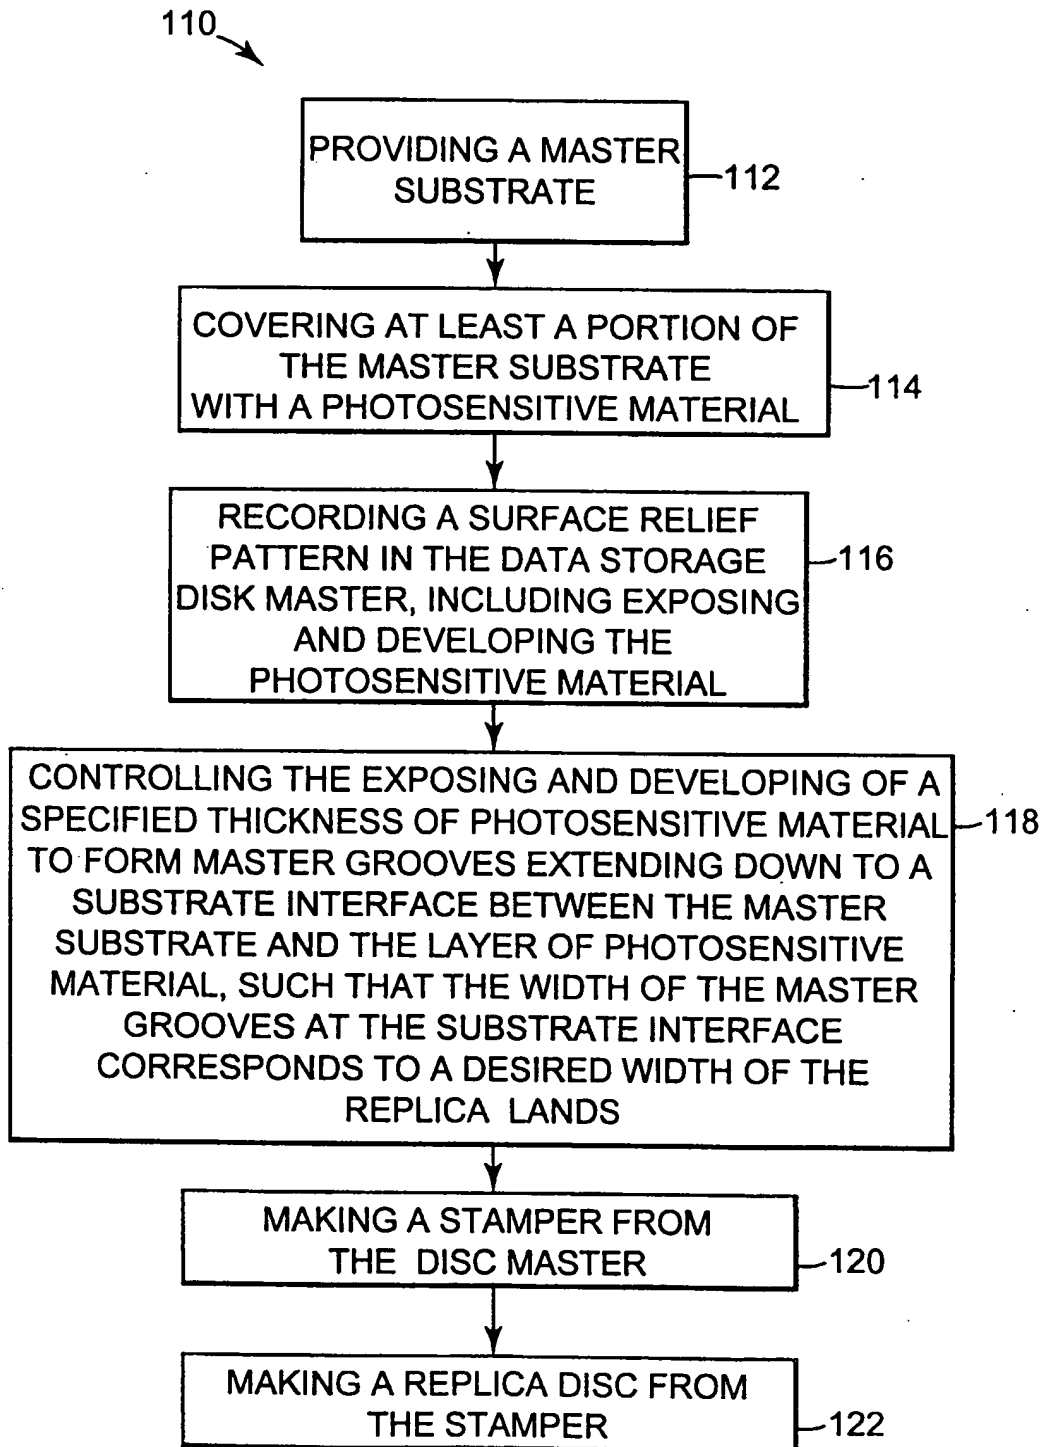 110
PROVIDING A MASTER
SUBSTRATE
112
COVERING AT LEAST A PORTION OF
THE MASTER SUBSTRATE
WITH A PHOTOSENSITIVE MATERIAL
114
RECORDING A SURFACE RELIEF
PATTERN IN THE DATA STORAGE
DISK MASTER, INCLUDING EXPOSING
AND DEVELOPING THE
PHOTOSENSITIVE MATERIAL
116
CONTROLLING THE EXPOSING AND DEVELOPING OF A
SPECIFIED THICKNESS OF PHOTOSENSITIVE MATERIAL
TO FORM MASTER GROOVES EXTENDING DOWN TO A
SUBSTRATE INTERFACE BETWEEN THE MASTER
SUBSTRATE AND THE LAYER OF PHOTOSENSITIVE
MATERIAL, SUCH THAT THE WIDTH OF THE MASTER
GROOVES AT THE SUBSTRATE INTERFACE
CORRESPONDS TO A DESIRED WIDTH OF THE
REPLICA LANDS
118
MAKING A STAMPER FROM
THE DISC MASTER
120
MAKING A REPLICA DISC FROM
THE STAMPER
122